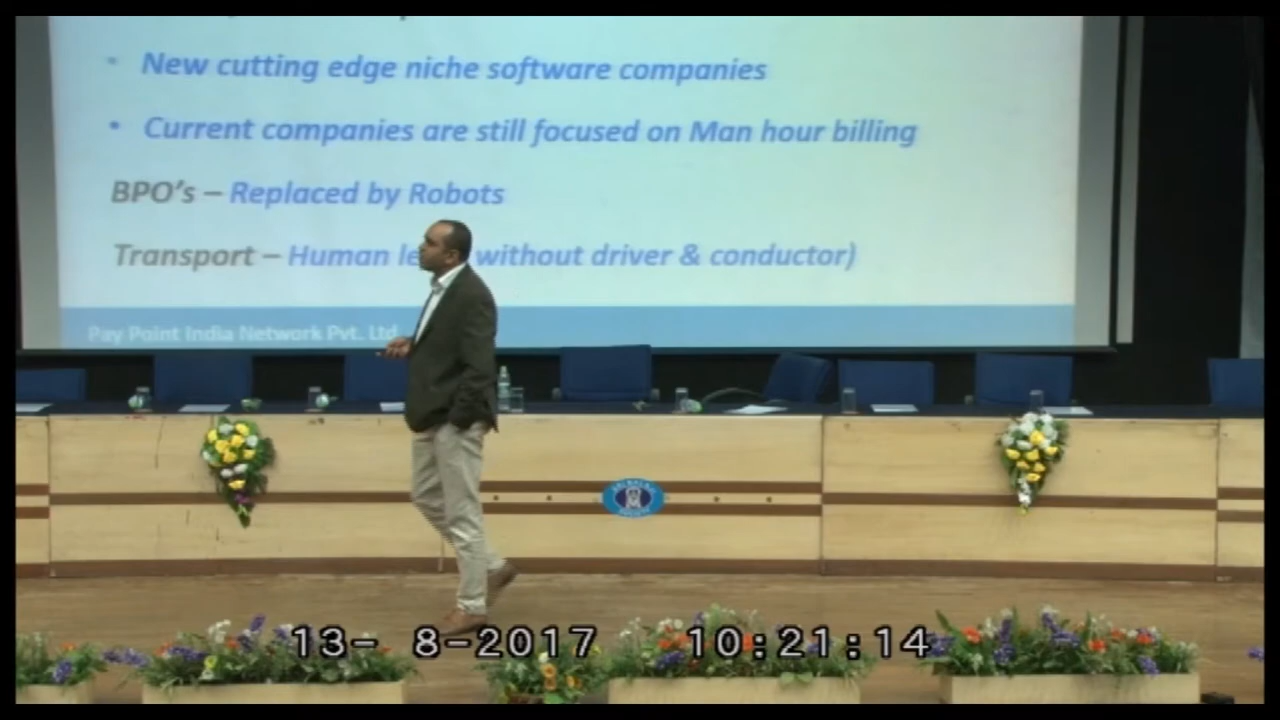 • New cutting edge niche software companies
• Current companies are still focused on Man hour billing
BPO's – Replaced by Robots
Transport – Human without driver & conductor)
Pay Point India Network Pvt. Ltd
13- 8-2017 10:21:14